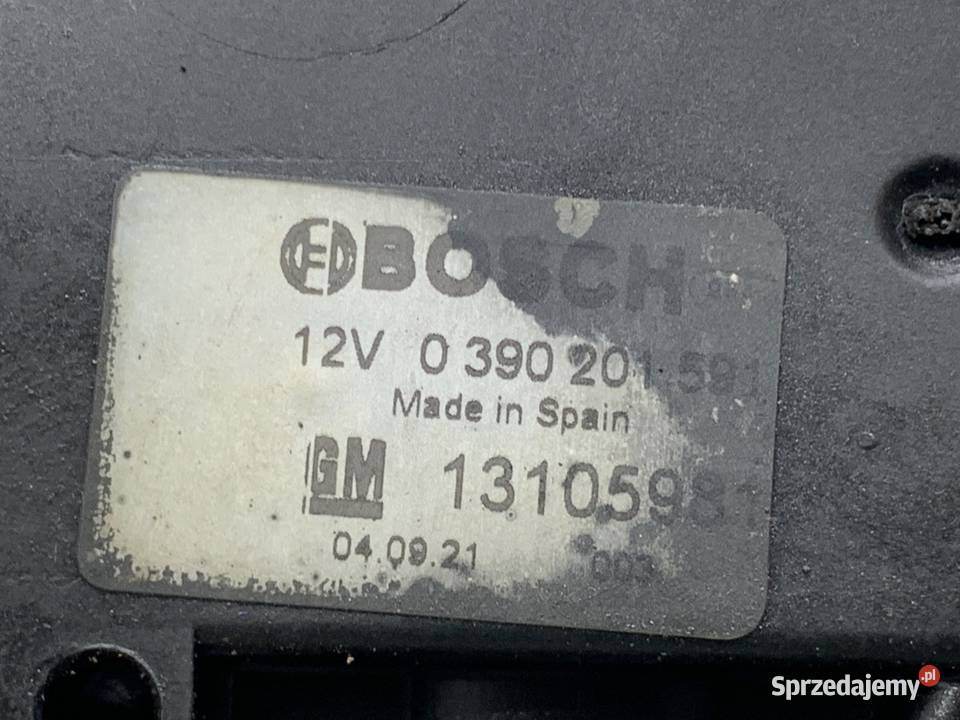 BOSCH
12V 0 390 201 591
Made in Spain
GM 13105981
04.09.21 003
Sprzedajemy.pl